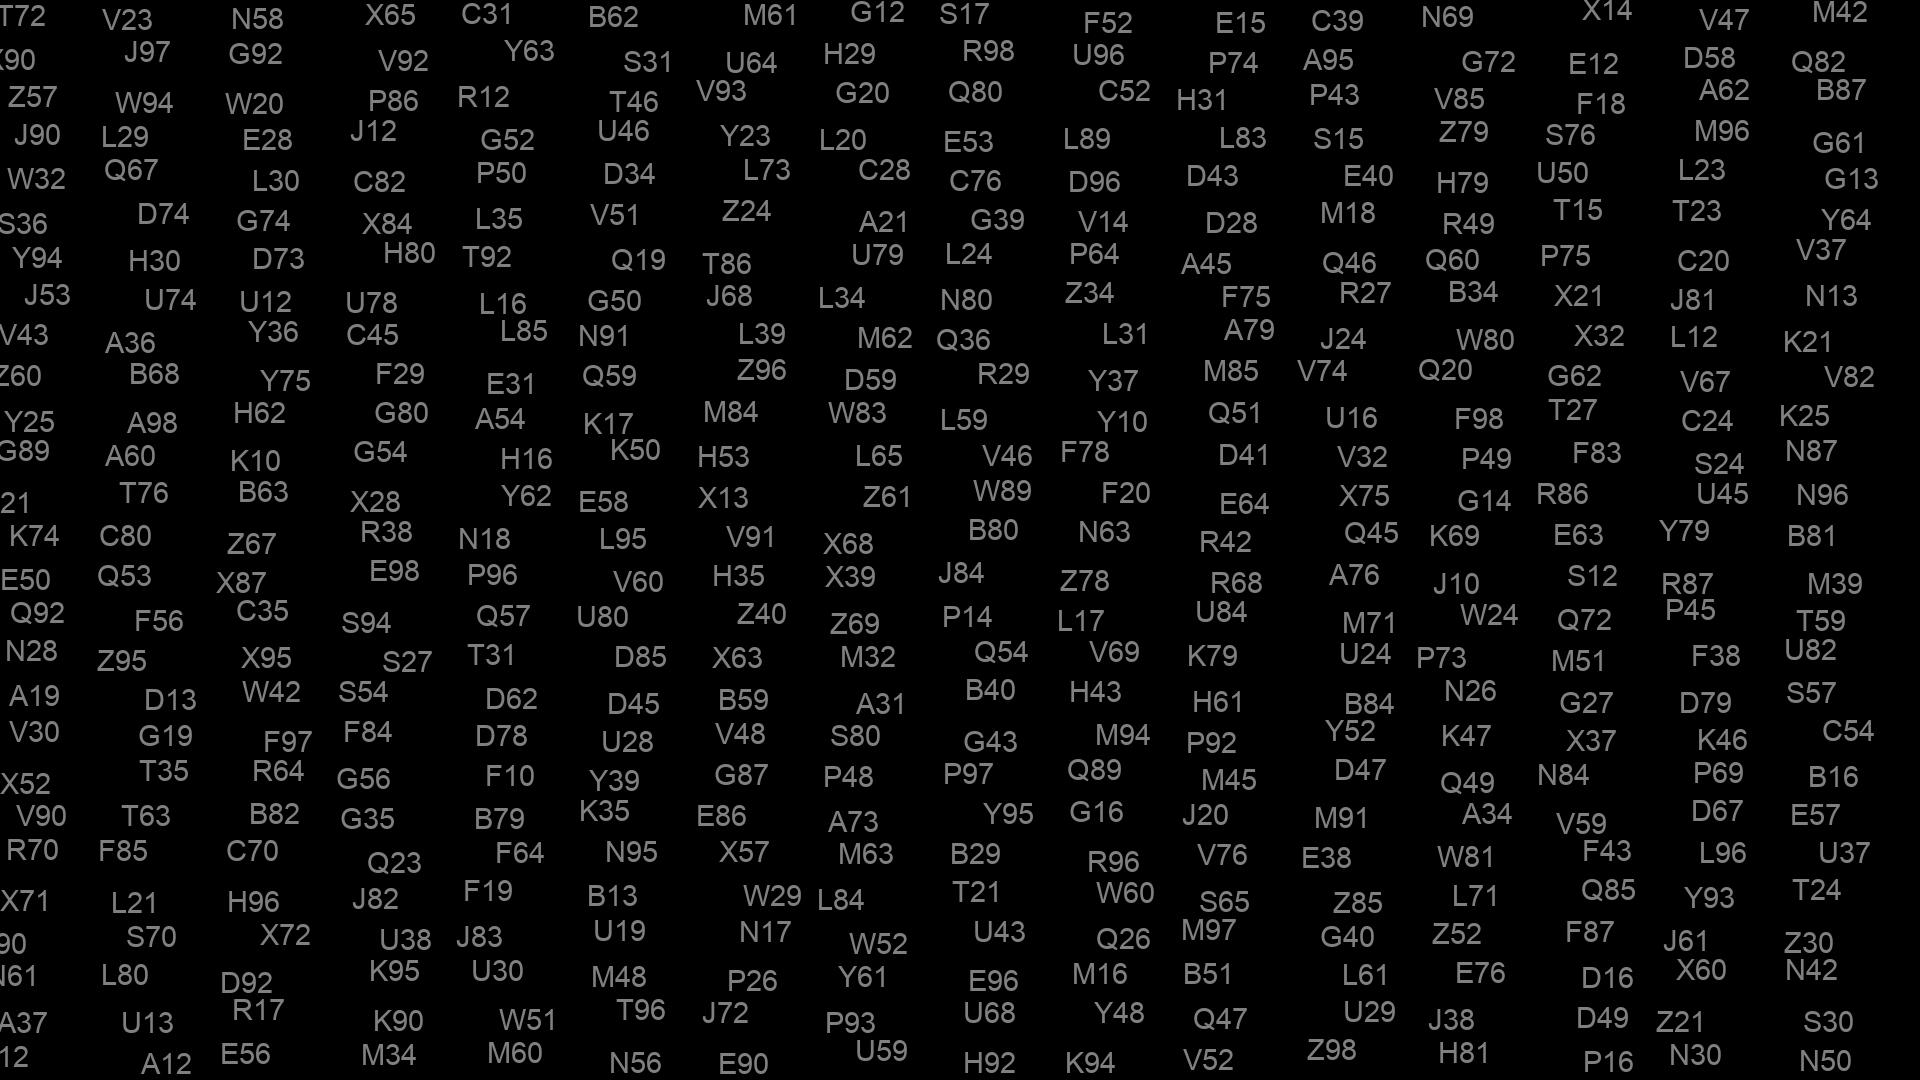 T72 V23 N58 X65 C31 B62 M61 G12 S17 F52 E15 C39 N69 X14 V47 M42
J97 G92 V92 Y63 S31 U64 H29 R98 U96 P74 A95 G72 E12 D58 Q82
Z57 W94 W20 P86 R12 T46 V93 G20 Q80 C52 H31 P43 V85 F18 A62 B87
J90 L29 E28 J12 G52 U46 Y23 L20 E53 L89 L83 S15 Z79 S76 M96 G61
W32 Q67 L30 C82 P50 D34 L73 C28 C76 D96 D43 E40 H79 U50 L23 G13
S36 D74 G74 X84 L35 V51 Z24 A21 G39 V14 D28 M18 R49 T15 T23 Y64
Y94 H30 D73 H80 T92 Q19 T86 U79 L24 P64 A45 Q46 Q60 P75 C20 V37
J53 U74 U12 U78 L16 G50 J68 L34 N80 Z34 F75 R27 B34 X21 J81 N13
V43 A36 Y36 C45 L85 N91 L39 M62 Q36 L31 A79 J24 W80 X32 L12 K21
Z60 B68 Y75 F29 E31 Q59 Z96 D59 R29 Y37 M85 V74 Q20 G62 V67 V82
Y25 A98 H62 G80 A54 K17 M84 W83 L59 Y10 Q51 U16 F98 T27 C24 K25
G89 A60 K10 G54 H16 K50 H53 L65 V46 F78 D41 V32 P49 F83 S24 N87
21 T76 B63 X28 Y62 E58 X13 Z61 W89 F20 E64 X75 G14 R86 U45 N96
K74 C80 Z67 R38 N18 L95 V91 X68 B80 N63 R42 Q45 K69 E63 Y79 B81
E50 Q53 X87 E98 P96 V60 H35 X39 J84 Z78 R68 A76 J10 S12 R87 M39
Q92 F56 C35 S94 Q57 U80 Z40 Z69 P14 L17 U84 M71 W24 Q72 P45 T59
N28 Z95 X95 S27 T31 D85 X63 M32 Q54 V69 K79 U24 P73 M51 F38 U82
A19 D13 W42 S54 D62 D45 B59 A31 B40 H43 H61 B84 N26 G27 D79 S57
V30 G19 F97 F84 D78 U28 V48 S80 G43 M94 P92 Y52 K47 X37 K46 C54
X52 T35 R64 G56 F10 Y39 G87 P48 P97 Q89 M45 D47 Q49 N84 P69 B16
V90 T63 B82 G35 B79 K35 E86 A73 Y95 G16 J20 M91 A34 V59 D67 E57
R70 F85 C70 Q23 F64 N95 X57 M63 B29 R96 V76 E38 W81 F43 L96 U37
X71 L21 H96 J82 F19 B13 W29 L84 T21 W60 S65 Z85 L71 Q85 Y93 T24
90 S70 X72 U38 J83 U19 N17 W52 U43 Q26 M97 G40 Z52 F87 J61 Z30
N61 L80 D92 K95 U30 M48 P26 Y61 E96 M16 B51 L61 E76 D16 X60 N42
A37 U13 R17 K90 W51 T96 J72 P93 U68 Y48 Q47 U29 J38 D49 Z21 S30
12 A12 E56 M34 M60 N56 E90 U59 H92 K94 V52 Z98 H81 P16 N30 N50